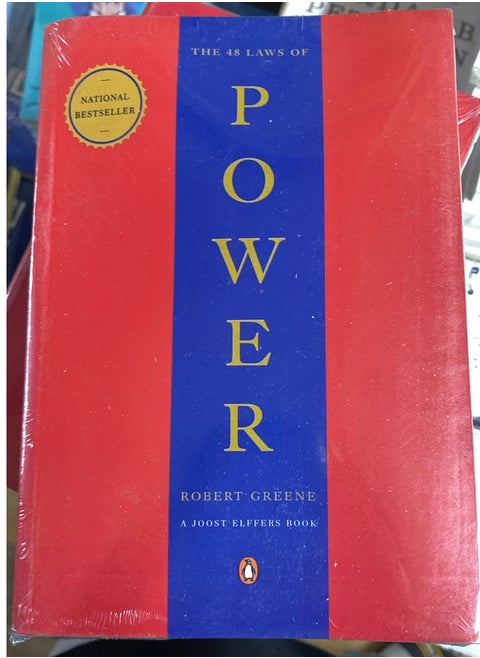 THE 48 LAWS OF
NATIONAL
BESTSELLER
P
O
W
E
R
ROBERT GREENE
A JOOST ELFFERS BOOK